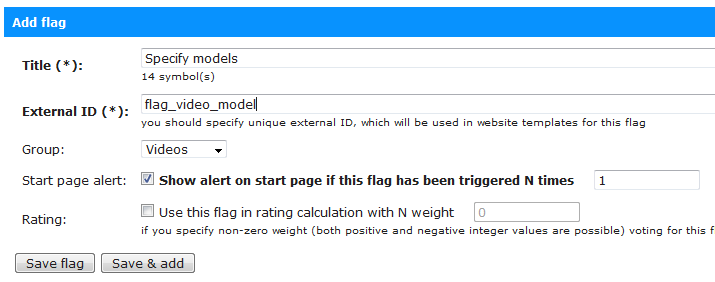 Add flag
Title (*): Specify models
14 symbol(s)
External ID (*): flag_video_model
you should specify unique external ID, which will be used in website templates for this flag
Group: Videos
Start page alert: Show alert on start page if this flag has been triggered N times 1
Rating: Use this flag in rating calculation with N weight 0
if you specify non-zero weight (both positive and negative integer values are possible) voting for this f
Save flag Save & add